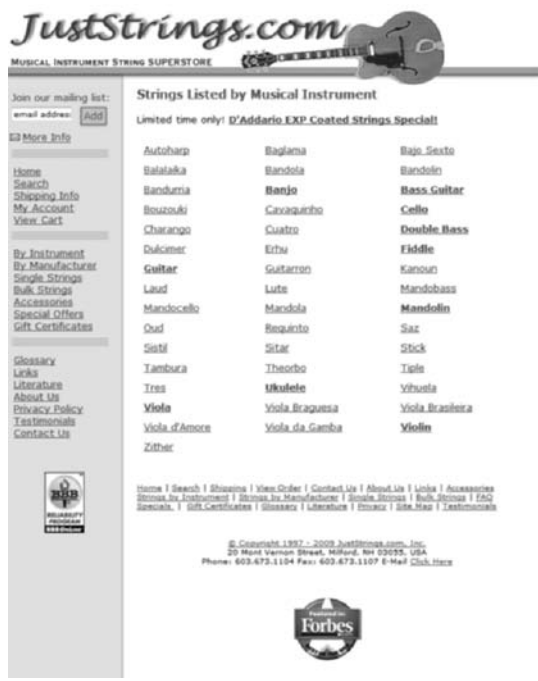 JustStrings.com
MUSICAL INSTRUMENT STRING SUPERSTORE
Join our mailing list:
email address: Add
More Info
Home
Search
Shipping Info
My Account
View Cart
By Instrument
By Manufacturer
Single Strings
Bulk Strings
Accessories
Special Offers
Gift Certificates
Glossary
Links
Literature
About Us
Privacy Policy
Testimonials
Contact Us
BBB
RELIABILITY
PROGRAM
BBBOnLine
Strings Listed by Musical Instrument
Limited time only! D'Addario EXP Coated Strings Special!
Autoharp Baglama Bajo Sexto
Balalaika Bandola Bandolin
Bandurria Banjo Bass Guitar
Bouzouki Cavaquinho Cello
Charango Cuatro Double Bass
Dulcimer Erhu Fiddle
Guitar Guitarron Kanoun
Laud Lute Mandobass
Mandocello Mandola Mandolin
Oud Requinto Saz
Sistil Sitar Stick
Tambura Theorbo Tiple
Tres Ukulele Vihuela
Viola Viola Braguesa Viola Brasileira
Viola d'Amore Viola da Gamba Violin
Zither
Home | Search | Shipping | View Order | Contact Us | About Us | Links | Accessories
Strings by Instrument | Strings by Manufacturer | Single Strings | Bulk Strings | FAQ
Specials | Gift Certificates | Glossary | Literature | Privacy | Site Map | Testimonials
© Copyright 1997 - 2009 JustStrings.com, Inc.
20 Mont Vernon Street, Milford, NH 03055, USA
Phone: 603.673.1104 Fax: 603.673.1107 E-Mail Click Here
Featured in:
Forbes